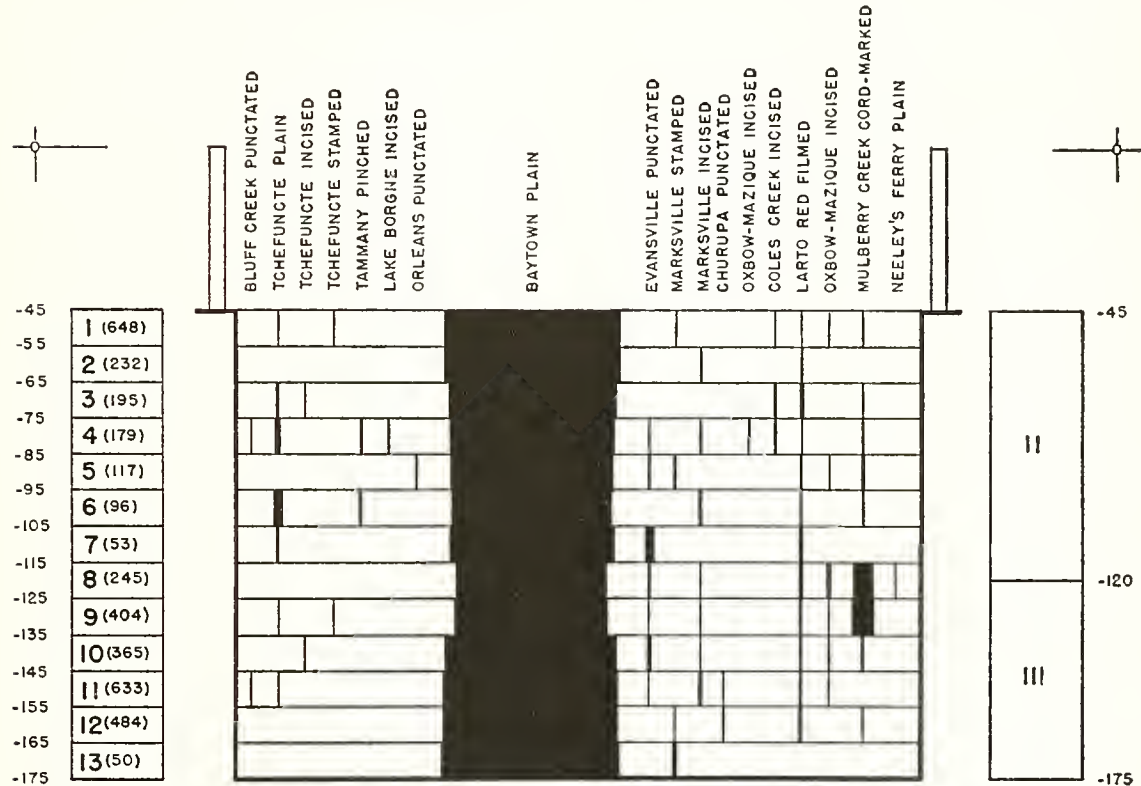 BLUFF CREEK PUNCTATED
TCHEFUNCTE PLAIN
TCHEFUNCTE INCISED
TCHEFUNCTE STAMPED
TAMMANY PINCHED
LAKE BORGNE INCISED
ORLEANS PUNCTATED
BAYTOWN PLAIN
EVANSVILLE PUNCTATED
MARKSVILLE STAMPED
MARKSVILLE INCISED
CHURUPA PUNCTATED
OXBOW-MAZIQUE INCISED
COLES CREEK INCISED
LARTO RED FILMED
OXBOW-MAZIQUE INCISED
MULBERRY CREEK CORD-MARKED
NEELEY'S FERRY PLAIN
-45
1 (648)
-55
2 (232)
-65
3 (195)
-75
4 (179)
-85
5 (117)
-95
6 (96)
-105
7 (53)
-115
8 (245)
-125
9 (404)
-135
10 (365)
-145
11 (633)
-155
12 (484)
-165
13 (50)
-175
-45
II
-120
III
-175